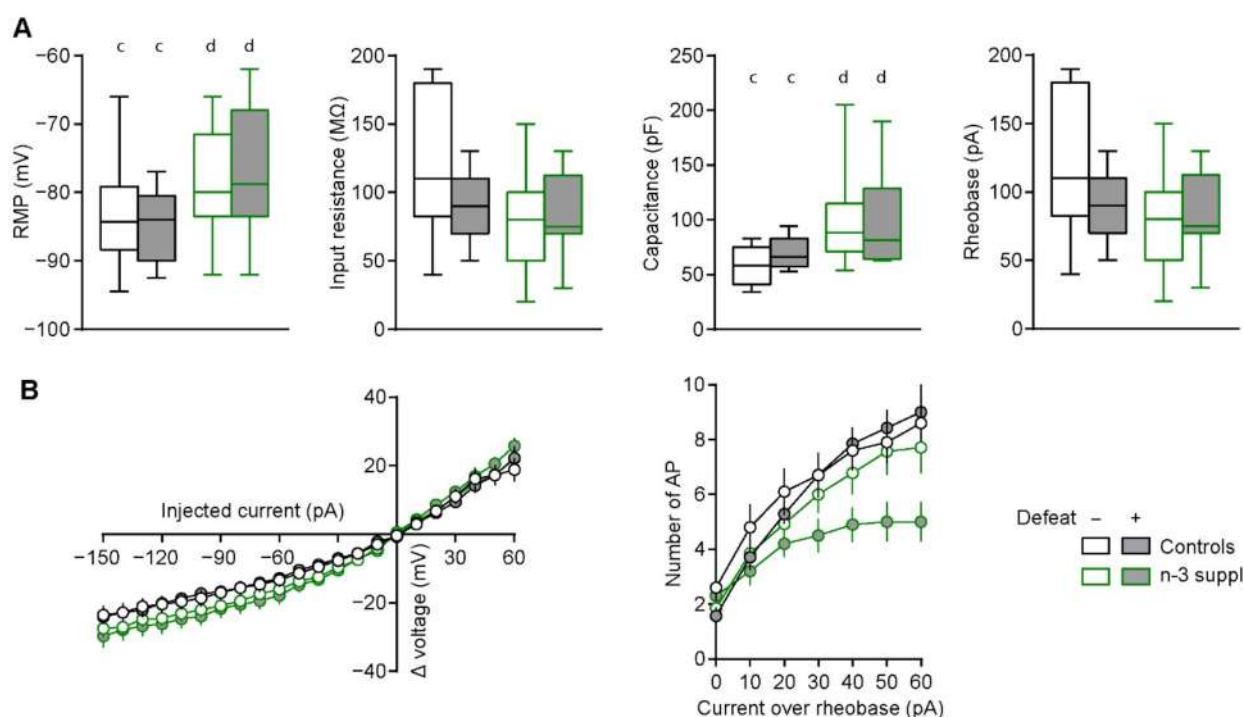 A
c c d d
−60
−70
−80
−90
−100
RMP (mV)
200
150
100
50
0
Input resistance (MΩ)
c c d d
250
200
150
100
50
0
Capacitance (pF)
200
150
100
50
0
Rheobase (pA)
B
40
20
−20
−40
Injected current (pA)
−150 −120 −90 −60 30 60
Δ voltage (mV)
10
8
6
4
2
0
Number of AP
0 10 20 30 40 50 60
Current over rheobase (pA)
Defeat − +
Controls
n-3 suppl